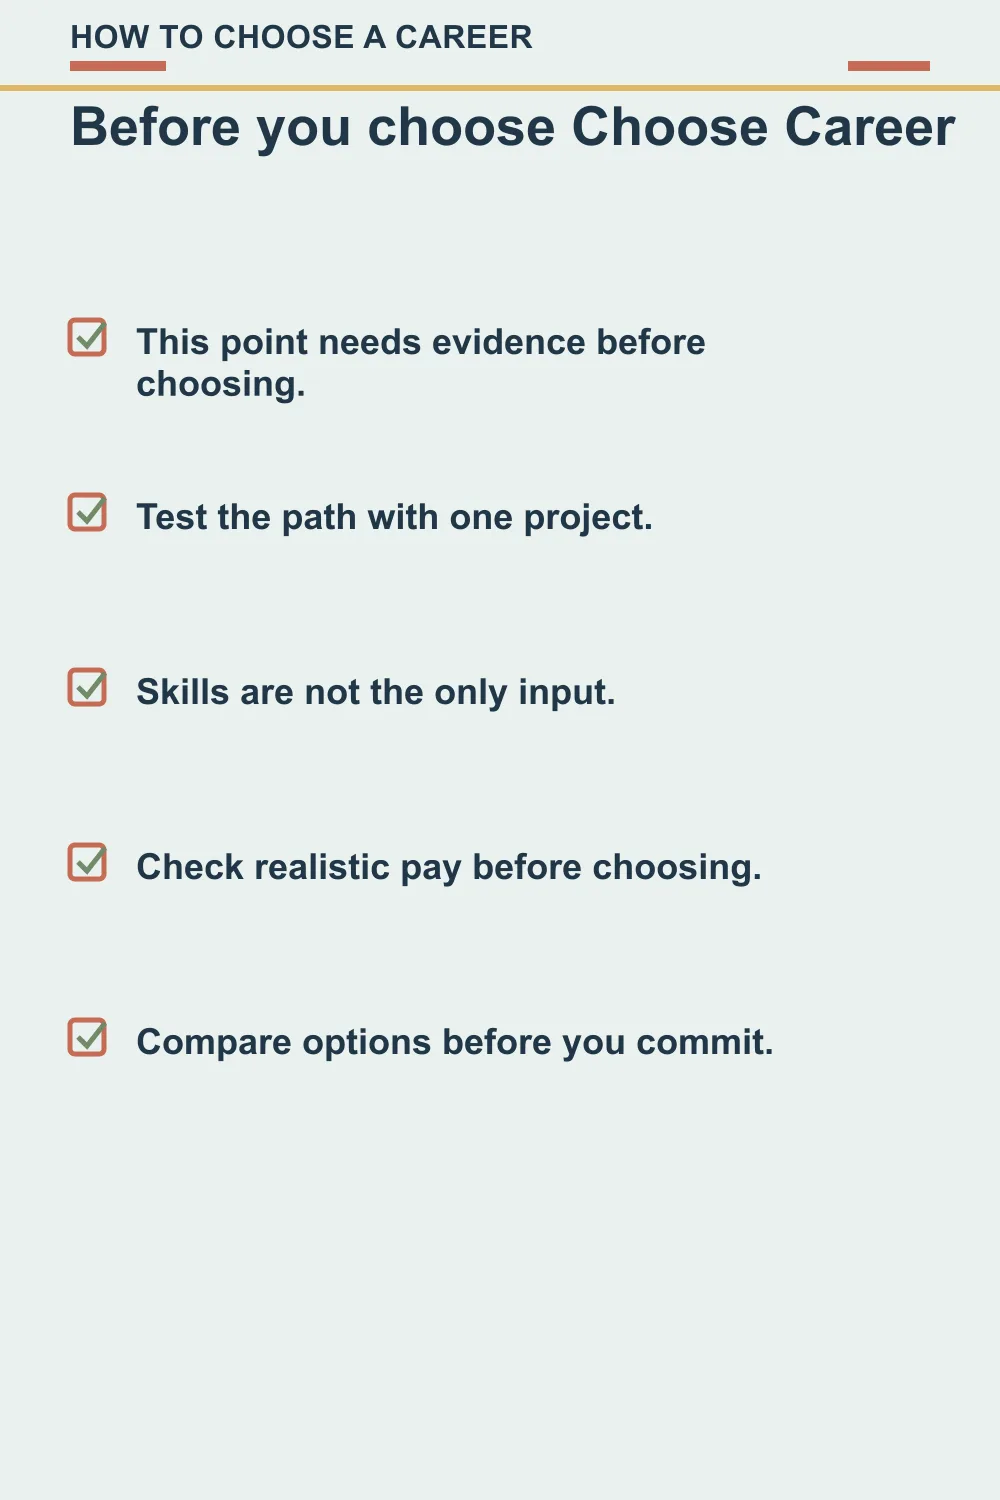 HOW TO CHOOSE A CAREER
Before you choose Choose Career
This point needs evidence before
choosing.
Test the path with one project.
Skills are not the only input.
Check realistic pay before choosing.
Compare options before you commit.